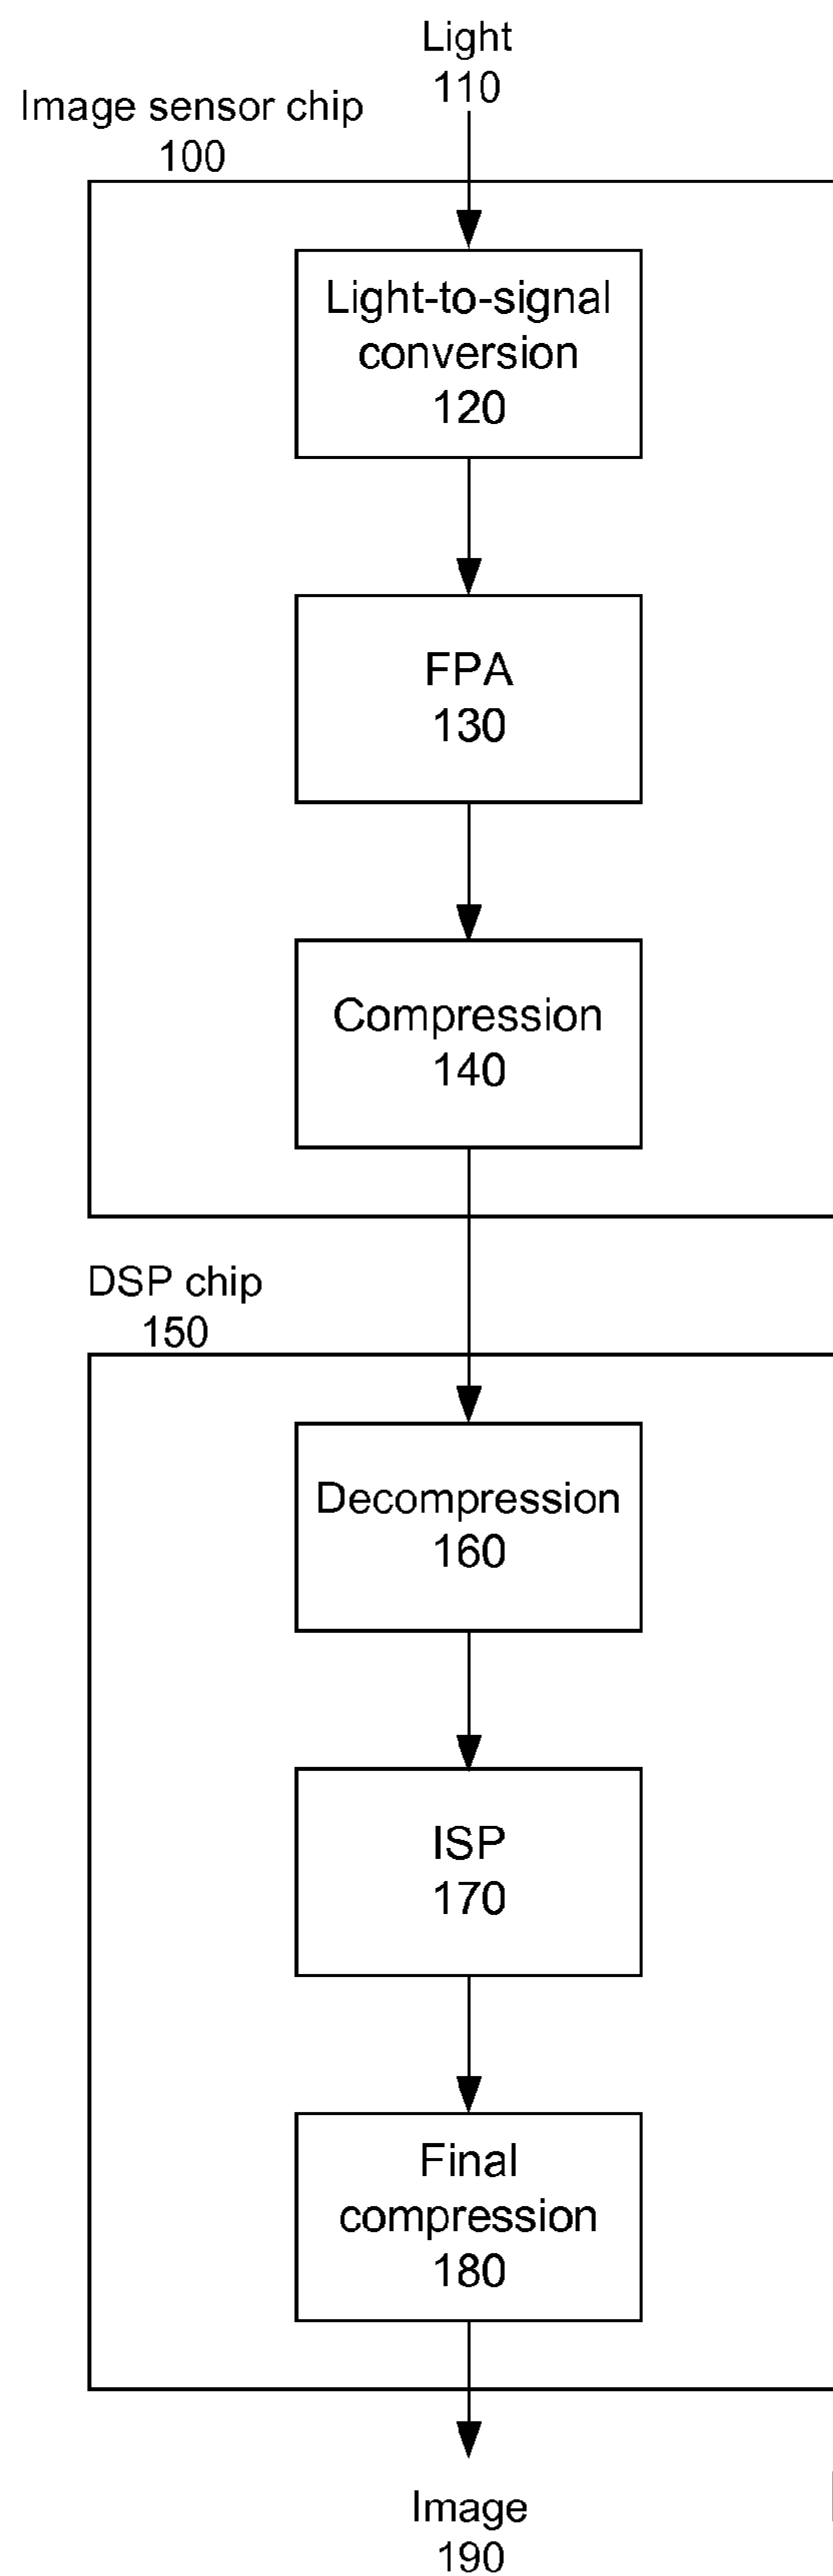 Light
110
Image sensor chip
100
Light-to-signal
conversion
120
FPA
130
Compression
140
DSP chip
150
Decompression
160
ISP
170
Final
compression
180
Image
190